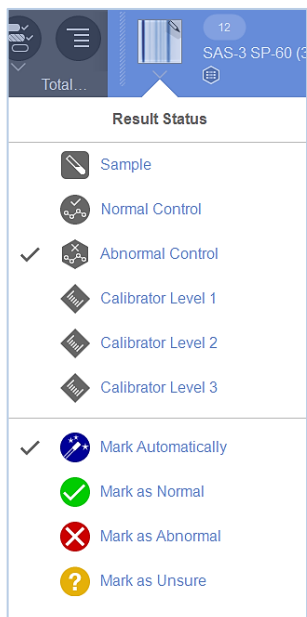 12
SAS-3 SP-60 (3
Total...
Result Status
Sample
Normal Control
Abnormal Control
Calibrator Level 1
Calibrator Level 2
Calibrator Level 3
Mark Automatically
Mark as Normal
Mark as Abnormal
Mark as Unsure